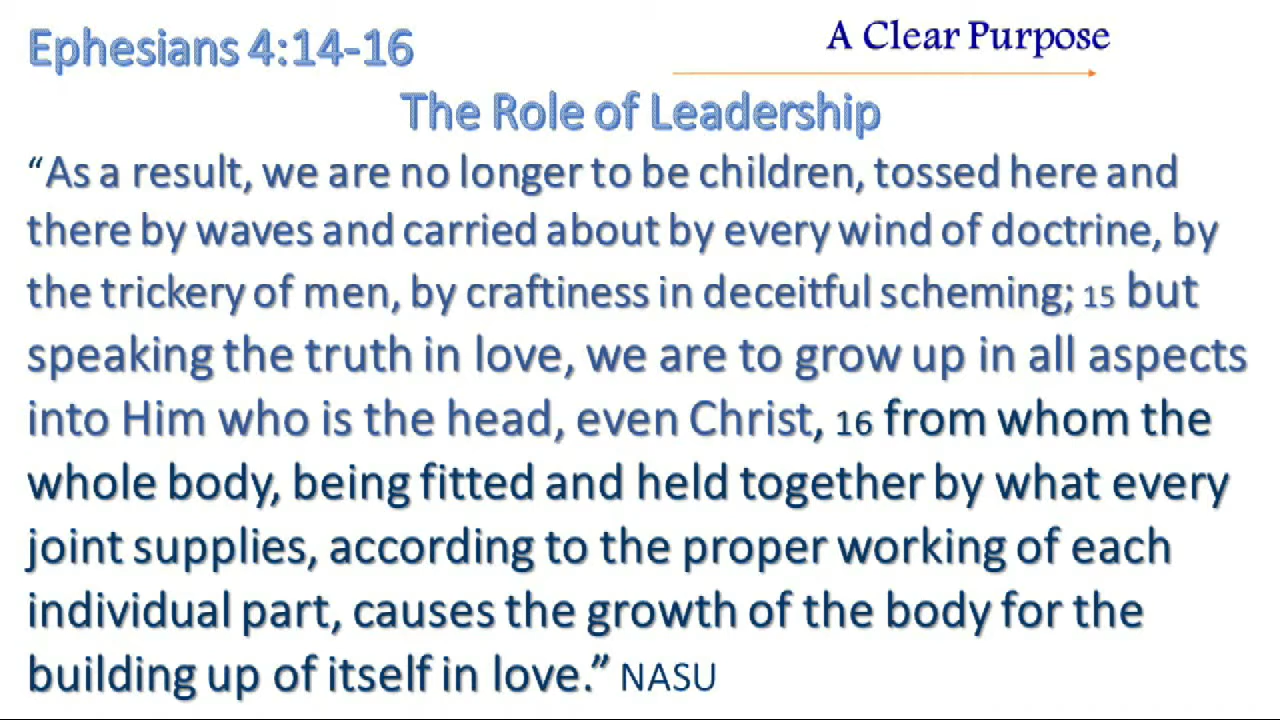 Ephesians 4:14-16
A Clear Purpose
The Role of Leadership
“As a result, we are no longer to be children, tossed here and
there by waves and carried about by every wind of doctrine, by
the trickery of men, by craftiness in deceitful scheming; 15 but
speaking the truth in love, we are to grow up in all aspects
into Him who is the head, even Christ, 16 from whom the
whole body, being fitted and held together by what every
joint supplies, according to the proper working of each
individual part, causes the growth of the body for the
building up of itself in love.” NASU